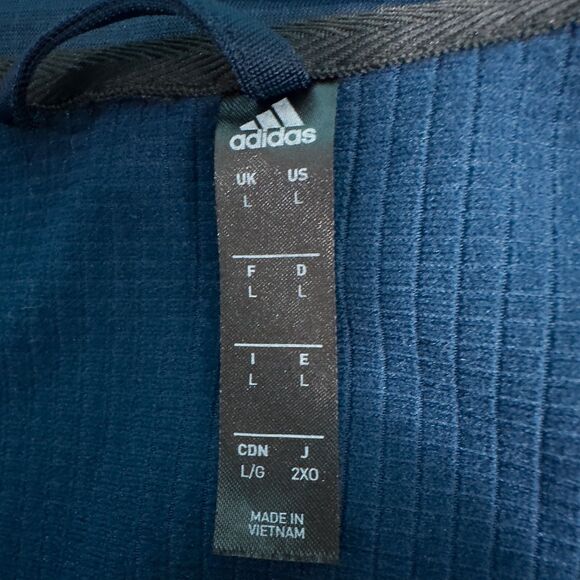 adidas
UK US
L L
F D
L L
I E
L L
CDN J
L/G 2XO
MADE IN
VIETNAM